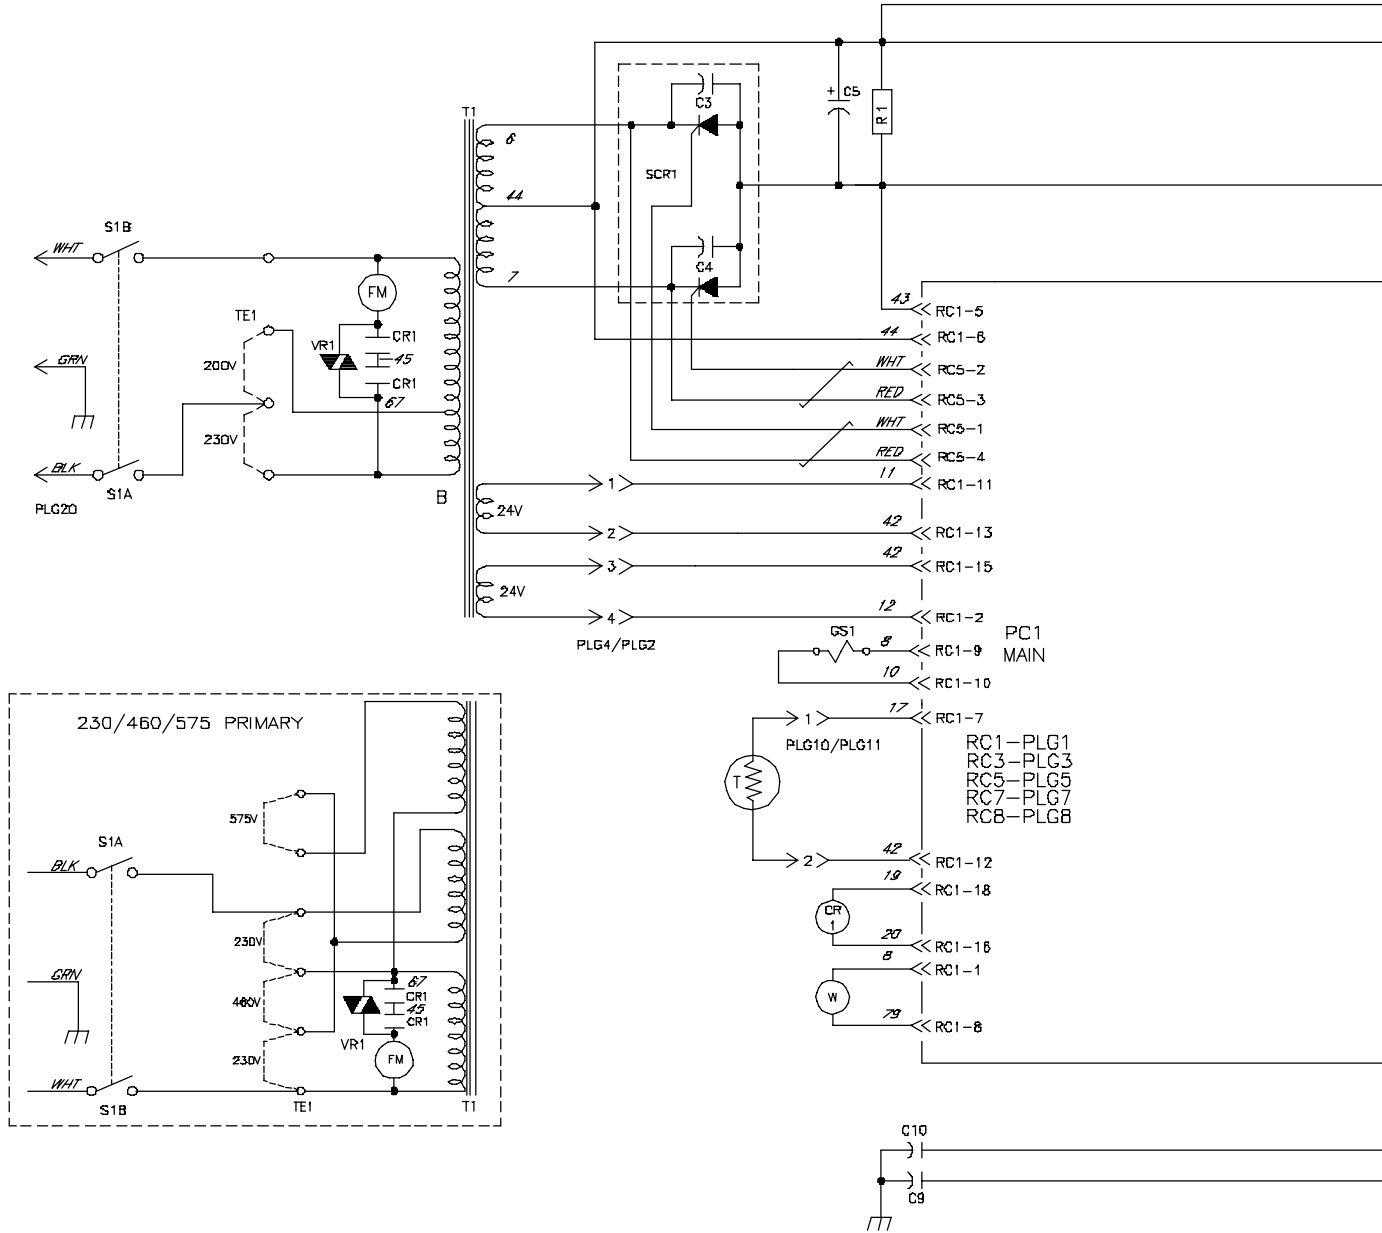 C3
+ C5
R1
T1
6
SCR1
44
S1B
WHT
C4
7
FM
43
RC1-5
TE1
VR1
CR1
44
RC1-6
GRN
45
200V
WHT
RC5-2
CR1
RED
RC5-3
67
WHT
RC5-1
230V
RED
RC5-4
BLK
11
S1A
B
1
RC1-11
PLG20
24V
42
2
RC1-13
42
3
RC1-15
24V
12
4
RC1-2
GS1
PC1
8
RC1-9
MAIN
PLG4/PLG2
10
RC1-10
17
RC1-7
230/460/575 PRIMARY
1
PLG10/PLG11
RC1-PLG1
RC3-PLG3
T
RC5-PLG5
RC7-PLG7
RC8-PLG8
575V
S1A
BLK
42
2
RC1-12
19
RC1-18
CR
1
230V
20
RC1-16
8
RC1-1
GRN
67
CR1
460V
45
W
CR1
79
RC1-8
VR1
230V
FM
WHT
S1B
TE1
T1
C10
C9